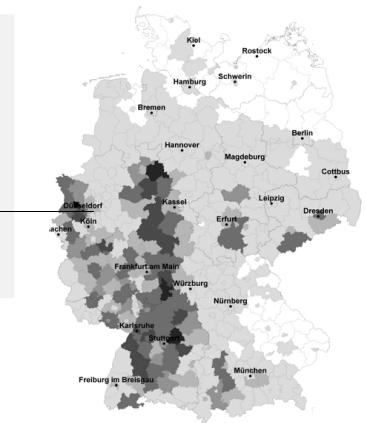 Kiel
Rostock
Hamburg
Schwerin
Bremen
Berlin
Hannover
Magdeburg
Cottbus
Düsseldorf
Kassel
Leipzig
Dresden
Köln
Erfurt
achen
Frankfurt am Main
Würzburg
Nürnberg
Karlsruhe
Stuttgart
München
Freiburg im Breisgau